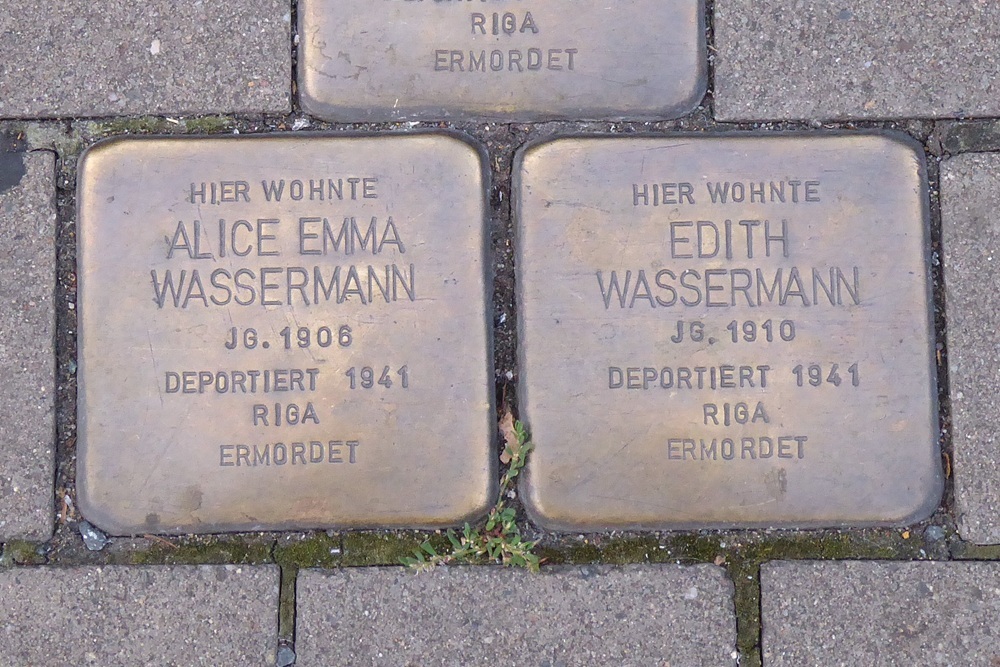 RIGA
ERMORDET
HIER WOHNTE
ALICE EMMA
WASSERMANN
JG. 1906
DEPORTIERT 1941
RIGA
ERMORDET
HIER WOHNTE
EDITH
WASSERMANN
JG. 1910
DEPORTIERT 1941
RIGA
ERMORDET